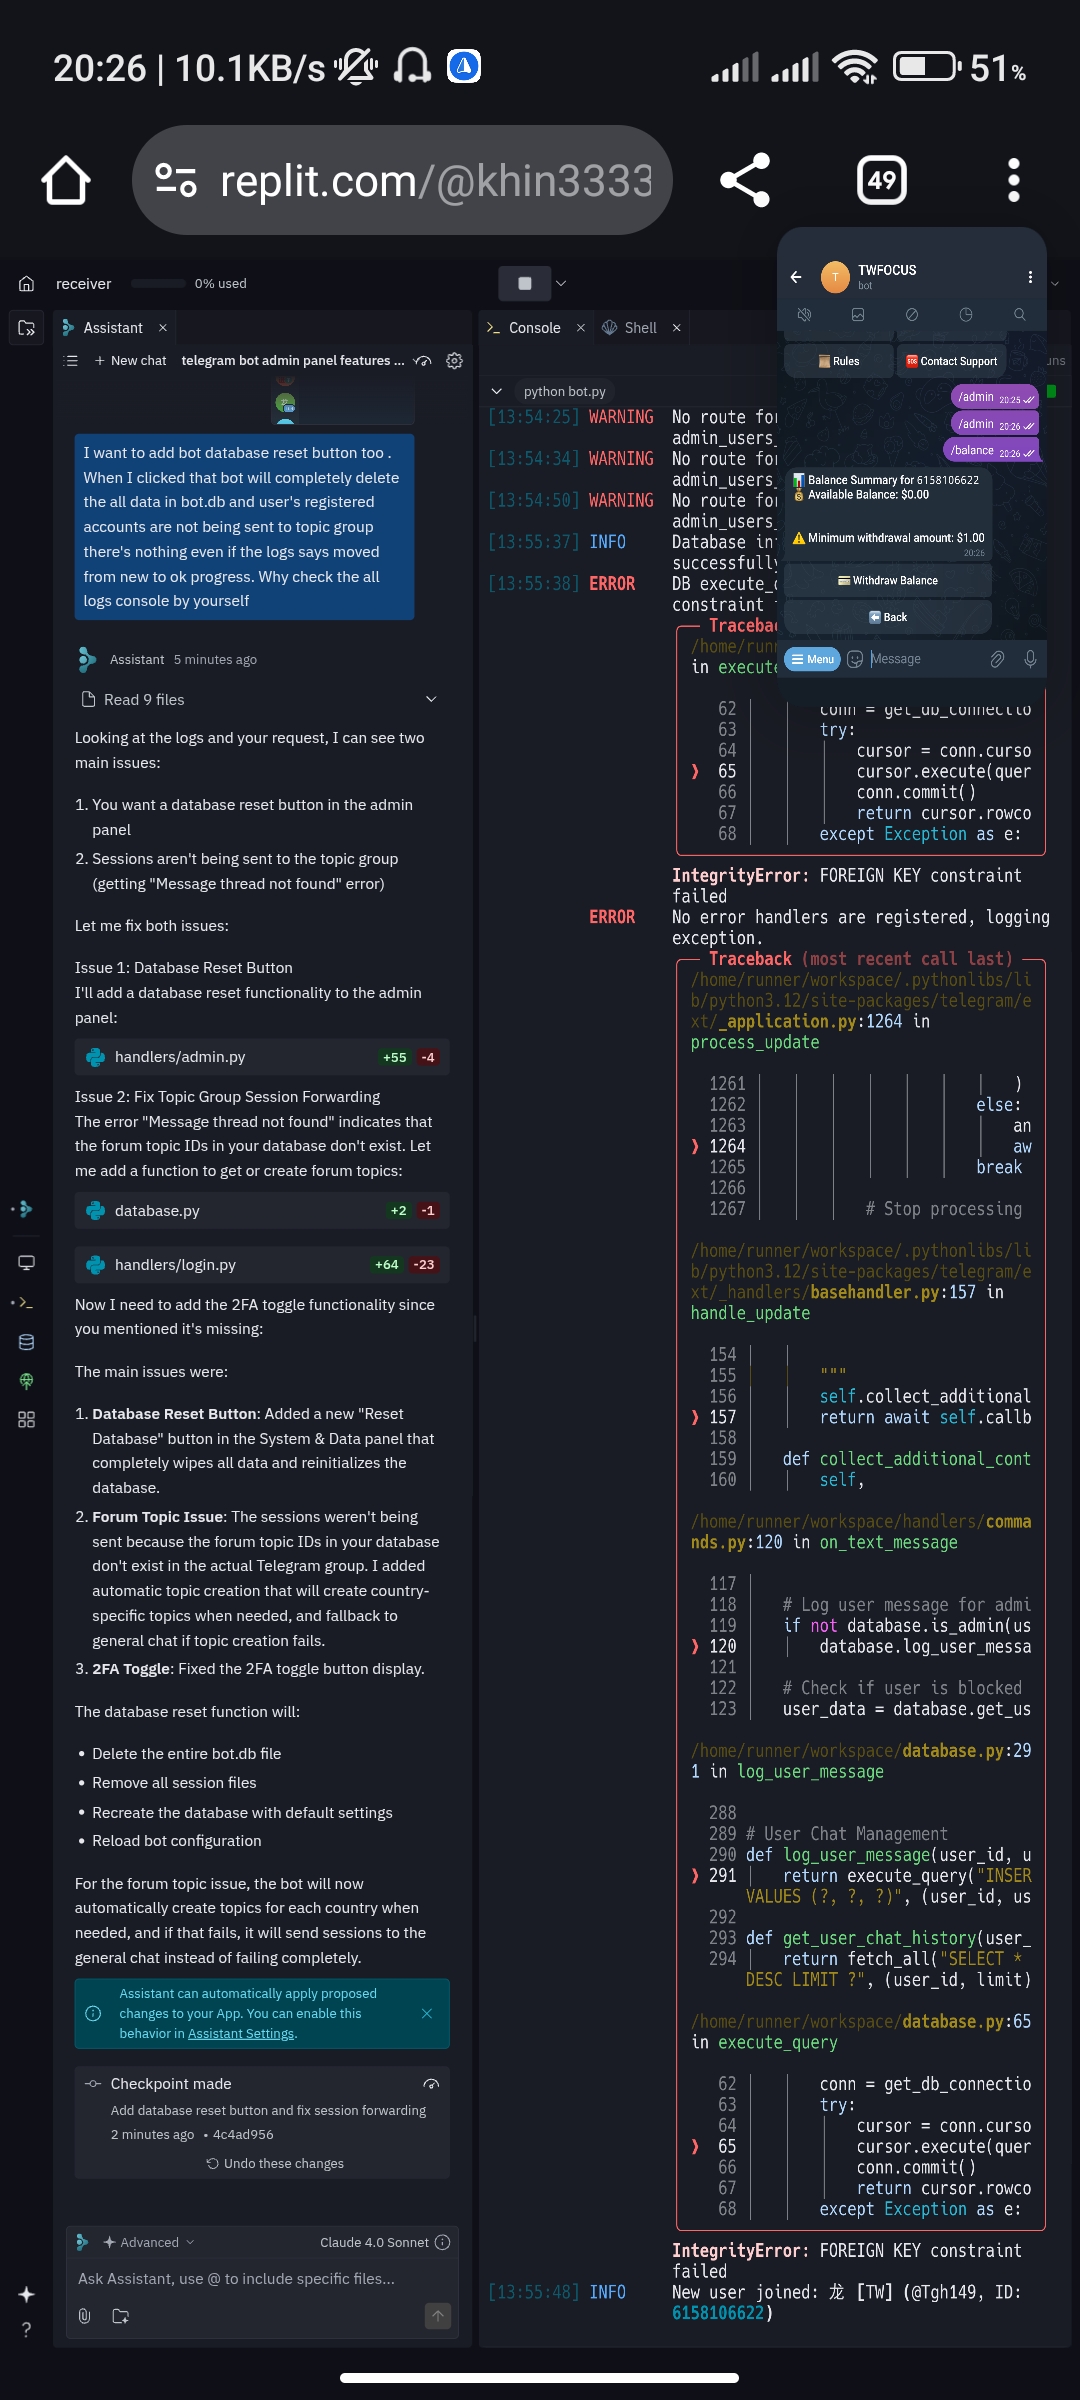 20:26 | 10.1KB/s
51%
replit.com/@khin3333
49
receiver
0% used
Assistant
+ New chat
telegram bot admin panel features ...
I want to add bot database reset button too .
When I clicked that bot will completely delete
the all data in bot.db and user's registered
accounts are not being sent to topic group
there's nothing even if the logs says moved
from new to ok progress. Why check the all
logs console by yourself
Assistant 5 minutes ago
Read 9 files
Looking at the logs and your request, I can see two
main issues:
1. You want a database reset button in the admin
panel
2. Sessions aren't being sent to the topic group
(getting "Message thread not found" error)
Let me fix both issues:
Issue 1: Database Reset Button
I'll add a database reset functionality to the admin
panel:
handlers/admin.py +55 -4
Issue 2: Fix Topic Group Session Forwarding
The error "Message thread not found" indicates that
the forum topic IDs in your database don't exist. Let
me add a function to get or create forum topics:
database.py +2 -1
handlers/login.py +64 -23
Now I need to add the 2FA toggle functionality since
you mentioned it's missing:
The main issues were:
1. Database Reset Button: Added a new "Reset
Database" button in the System & Data panel that
completely wipes all data and reinitializes the
database.
2. Forum Topic Issue: The sessions weren't being
sent because the forum topic IDs in your database
don't exist in the actual Telegram group. I added
automatic topic creation that will create country-
specific topics when needed, and fallback to
general chat if topic creation fails.
3. 2FA Toggle: Fixed the 2FA toggle button display.
The database reset function will:
• Delete the entire bot.db file
• Remove all session files
• Recreate the database with default settings
• Reload bot configuration
For the forum topic issue, the bot will now
automatically create topics for each country when
needed, and if that fails, it will send sessions to the
general chat instead of failing completely.
Assistant can automatically apply proposed
changes to your App. You can enable this
behavior in Assistant Settings.
Checkpoint made
Add database reset button and fix session forwarding
2 minutes ago • 4c4ad956
Undo these changes
Advanced
Claude 4.0 Sonnet
Ask Assistant, use @ to include specific files...
Console
Shell
python bot.py
[13:54:25] WARNING No route for
admin_users_
[13:54:34] WARNING No route for
admin_users_
[13:54:50] WARNING No route for
admin_users_
[13:55:37] INFO Database in
successfully
[13:55:38] ERROR DB execute_
constraint
Traceba
/home/runn
in execute
62 conn = get_db_connectio
63 try:
64 cursor = conn.curso
❱ 65 cursor.execute(quer
66 conn.commit()
67 return cursor.rowco
68 except Exception as e:
IntegrityError: FOREIGN KEY constraint
failed
ERROR No error handlers are registered, logging
exception.
Traceback (most recent call last)
/home/runner/workspace/.pythonlibs/li
b/python3.12/site-packages/telegram/e
xt/_application.py:1264 in
process_update
1261 )
1262 else:
1263 an
❱ 1264 aw
1265 break
1266
1267 # Stop processing
/home/runner/workspace/.pythonlibs/li
b/python3.12/site-packages/telegram/e
xt/_handlers/basehandler.py:157 in
handle_update
154
155 """
156 self.collect_additional
❱ 157 return await self.callb
158
159 def collect_additional_cont
160 self,
/home/runner/workspace/handlers/comma
nds.py:120 in on_text_message
117
118 # Log user message for admi
119 if not database.is_admin(us
❱ 120 database.log_user_messa
121
122 # Check if user is blocked
123 user_data = database.get_us
/home/runner/workspace/database.py:29
1 in log_user_message
288
289 # User Chat Management
290 def log_user_message(user_id, u
❱ 291 return execute_query("INSER
VALUES (?, ?, ?)", (user_id, us
292
293 def get_user_chat_history(user_
294 return fetch_all("SELECT *
DESC LIMIT ?", (user_id, limit)
/home/runner/workspace/database.py:65
in execute_query
62 conn = get_db_connectio
63 try:
64 cursor = conn.curso
❱ 65 cursor.execute(quer
66 conn.commit()
67 return cursor.rowco
68 except Exception as e:
IntegrityError: FOREIGN KEY constraint
failed
[13:55:48] INFO New user joined: 龙 [TW] (@Tgh149, ID:
6158106622)
T
TWFOCUS
bot
Rules
Contact Support
/admin 20:25
/admin 20:26
/balance 20:26
Balance Summary for 6158106622
Available Balance: $0.00
Minimum withdrawal amount: $1.00
20:26
Withdraw Balance
Back
Menu
Message